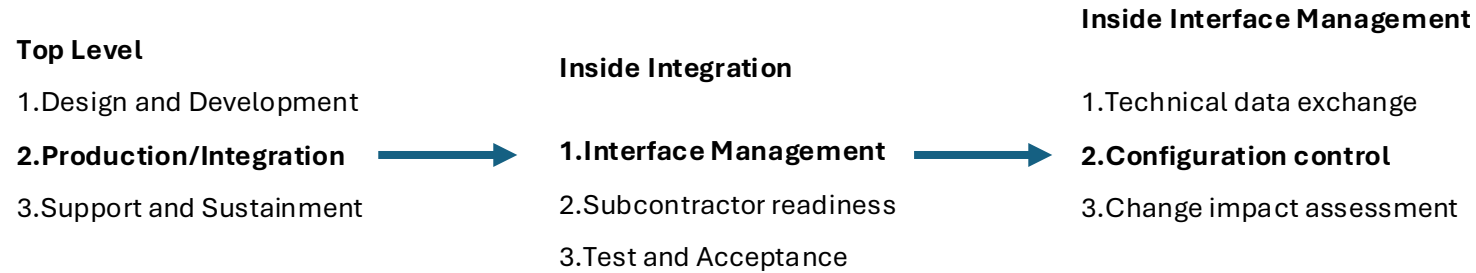 Top Level
1.Design and Development
2.Production/Integration
3.Support and Sustainment
Inside Integration
1.Interface Management
2.Subcontractor readiness
3.Test and Acceptance
Inside Interface Management
1.Technical data exchange
2.Configuration control
3.Change impact assessment